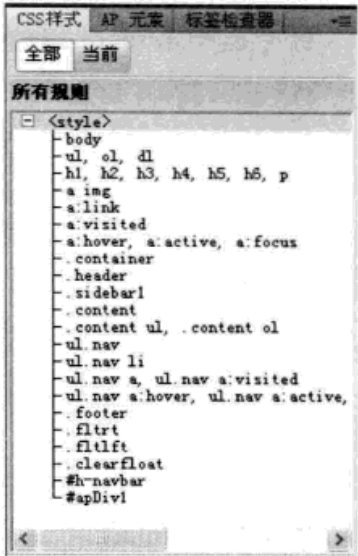 CSS样式 AP 元素 标签检查器
全部 当前
所有规则
<style>
body
ul, ol, dl
h1, h2, h3, h4, h5, h6, p
a img
a:link
a:visited
a:hover, a:active, a:focus
.container
.header
.sidebar1
.content
.content ul, .content ol
ul.nav
ul.nav li
ul.nav a, ul.nav a:visited
ul.nav a:hover, ul.nav a:active,
.footer
.fltrt
.fltlft
.clearfloat
#h-navbar
#apDiv1